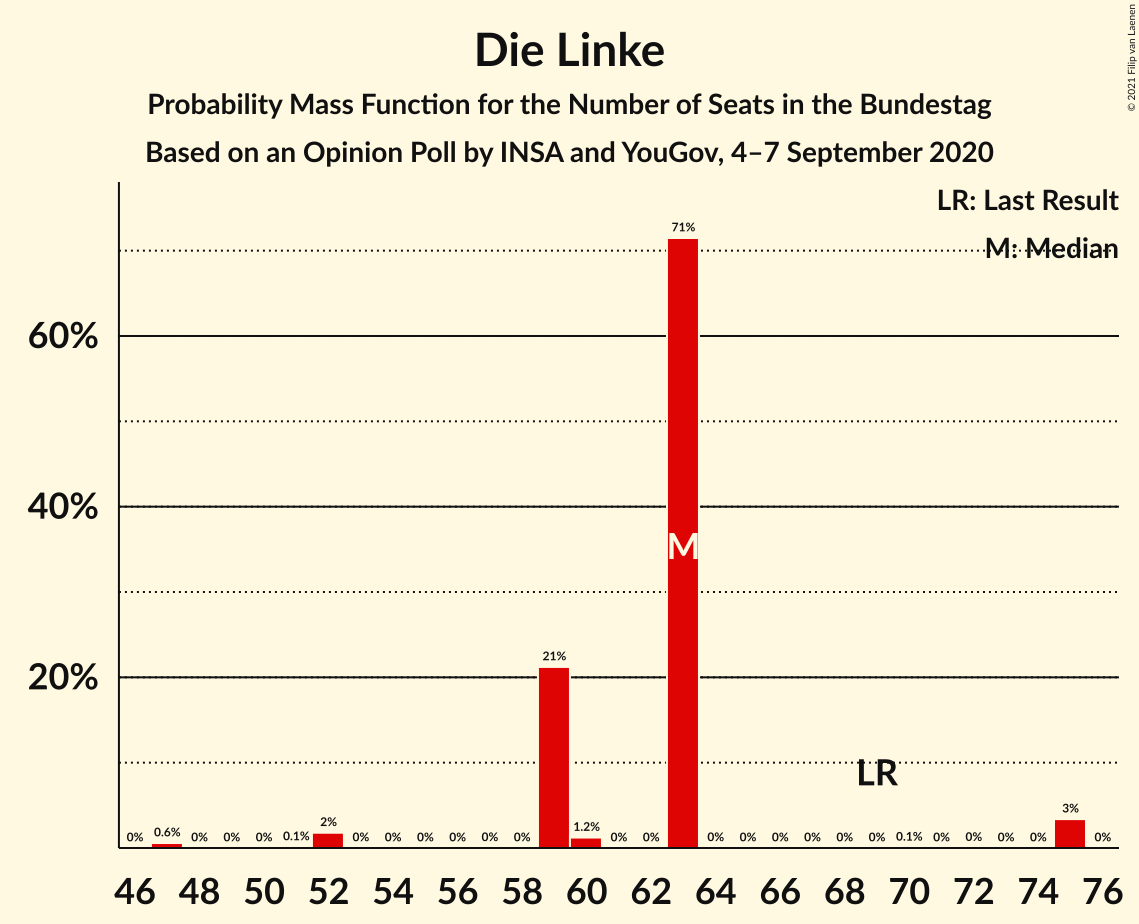 Die Linke
Probability Mass Function for the Number of Seats in the Bundestag
Based on an Opinion Poll by INSA and YouGov, 4–7 September 2020
© 2021 Filip van Laenen
LR: Last Result
M: Median
71%
60%
40%
M
21%
20%
LR
0% 0.6% 0% 0% 0% 0.1% 2% 0% 0% 0% 0% 0% 0% 1.2% 0% 0% 0% 0% 0% 0% 0% 0% 0.1% 0% 0% 0% 0% 3% 0%
46 48 50 52 54 56 58 60 62 64 66 68 70 72 74 76